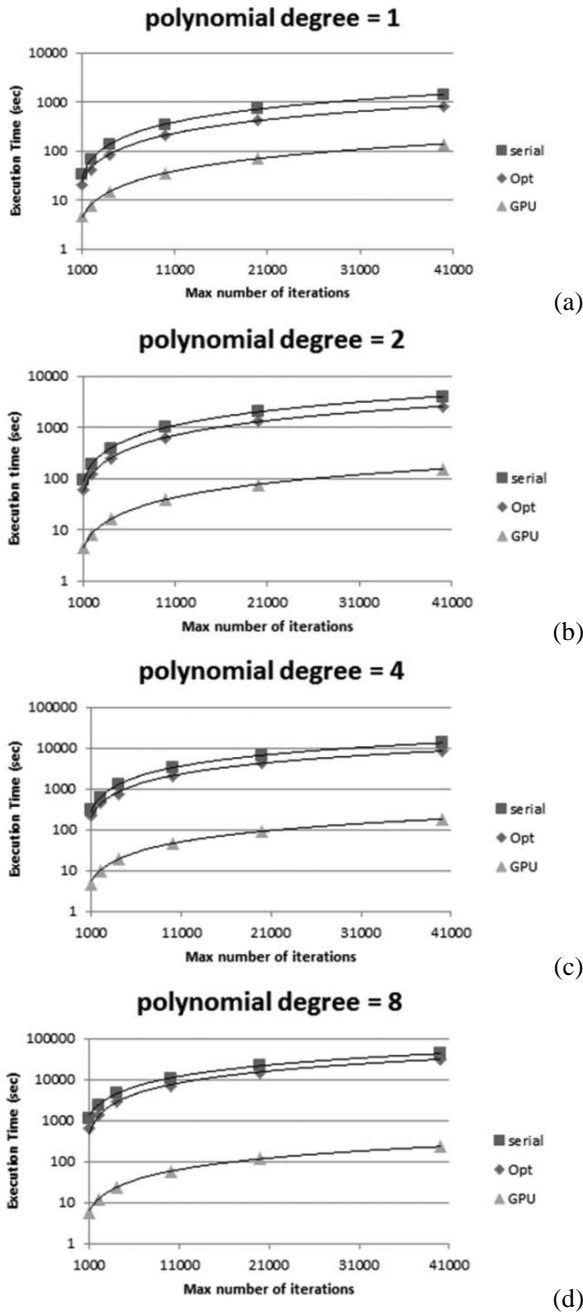 polynomial degree = 1
Execution Time (sec)
10000
1000
100
10
1
1000 11000 21000 31000 41000
Max number of iterations
serial
Opt
GPU
(a)
polynomial degree = 2
Execution time (sec)
10000
1000
100
10
1
1000 11000 21000 31000 41000
Max number of iterations
serial
Opt
GPU
(b)
polynomial degree = 4
Execution Time (sec)
100000
10000
1000
100
10
1
1000 11000 21000 31000 41000
Max number of iterations
serial
Opt
GPU
(c)
polynomial degree = 8
Execution Time (sec)
100000
10000
1000
100
10
1
1000 11000 21000 31000 41000
Max number of iterations
serial
Opt
GPU
(d)